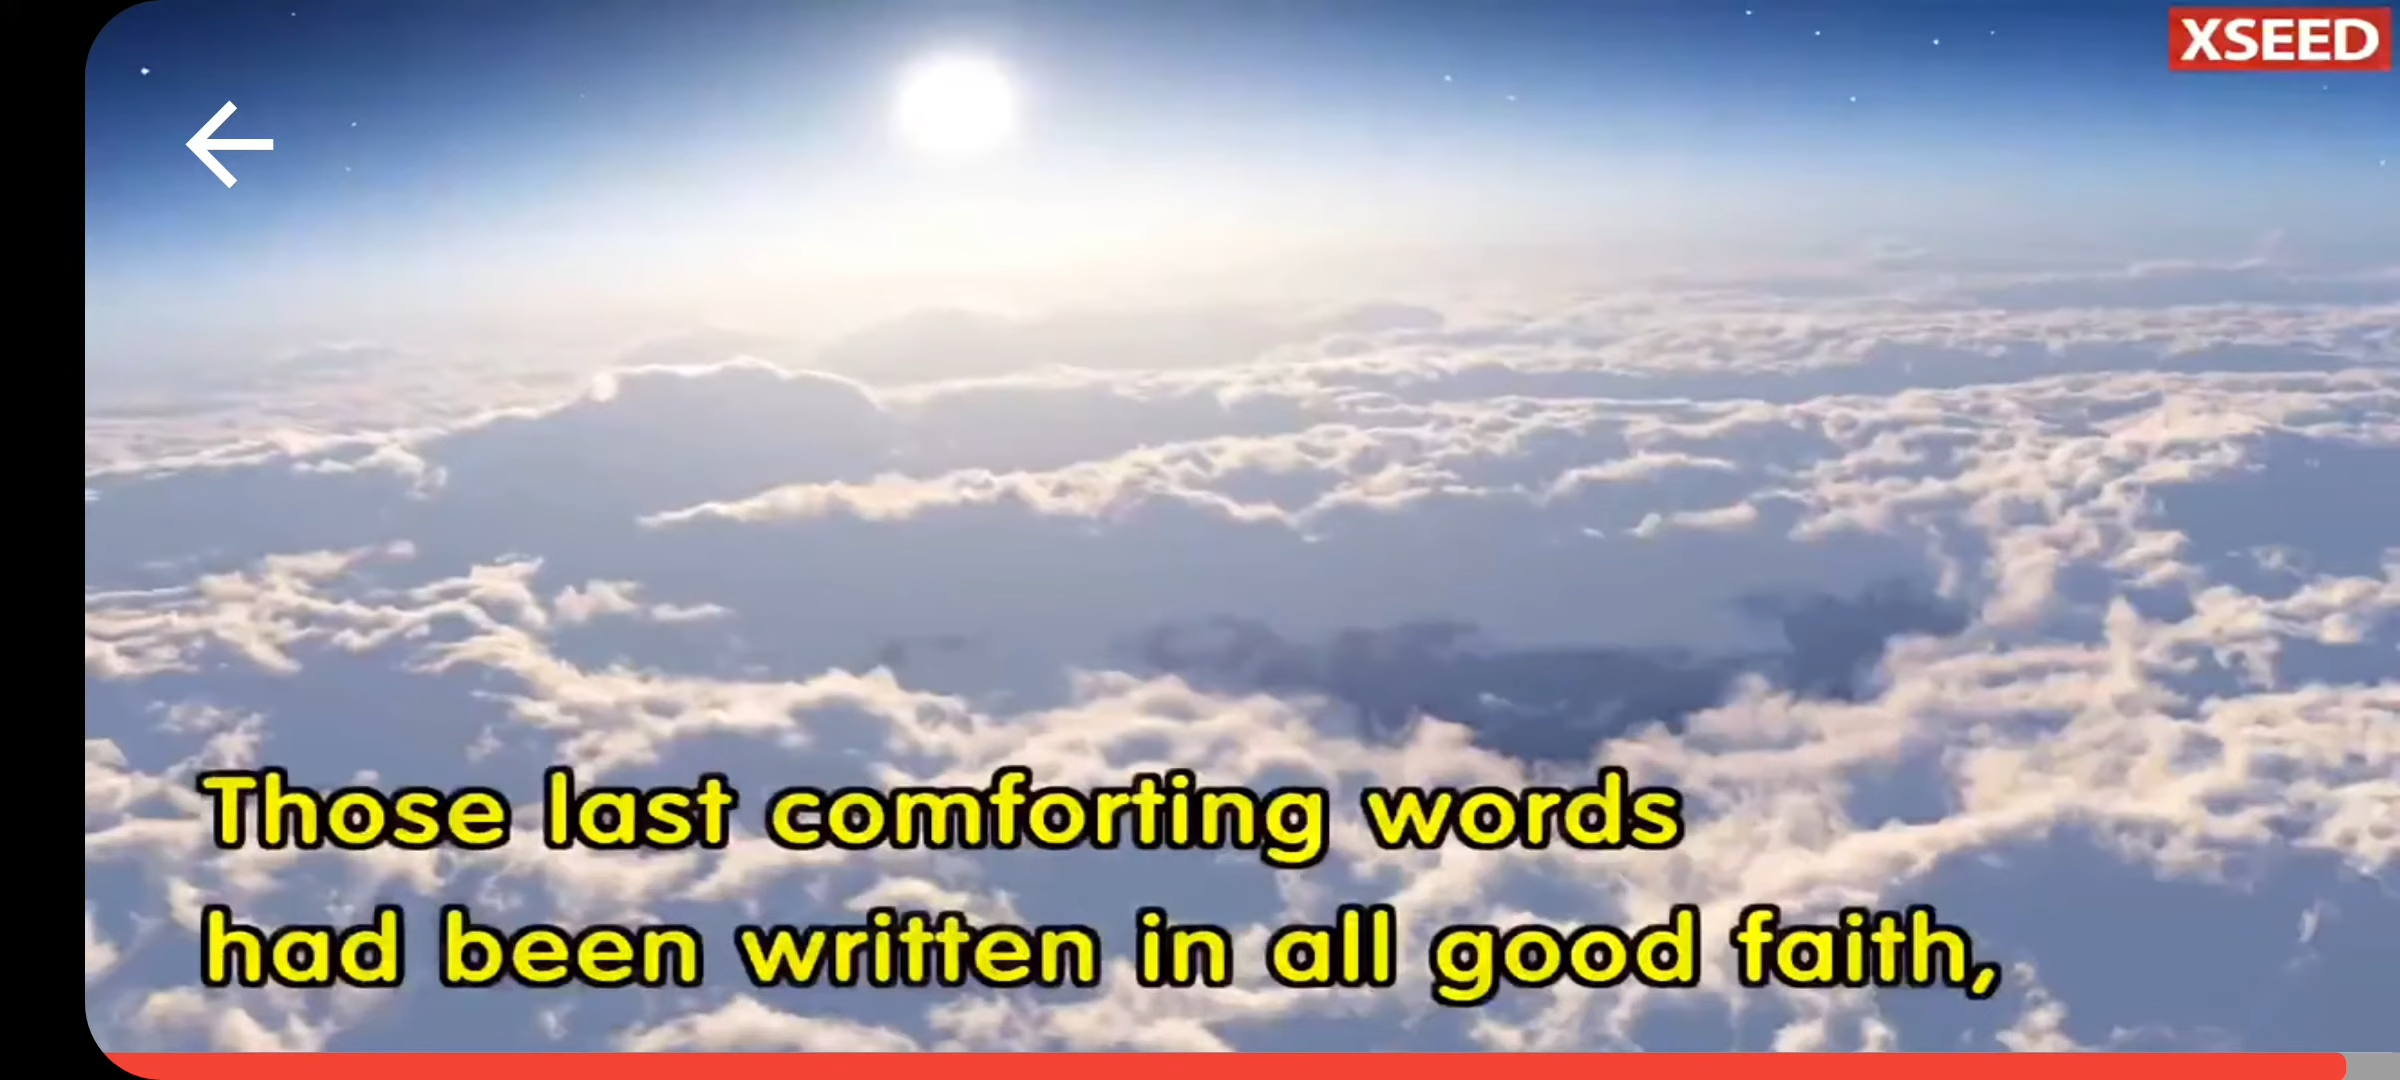 XSEED
Those last comforting words
had been written in all good faith,